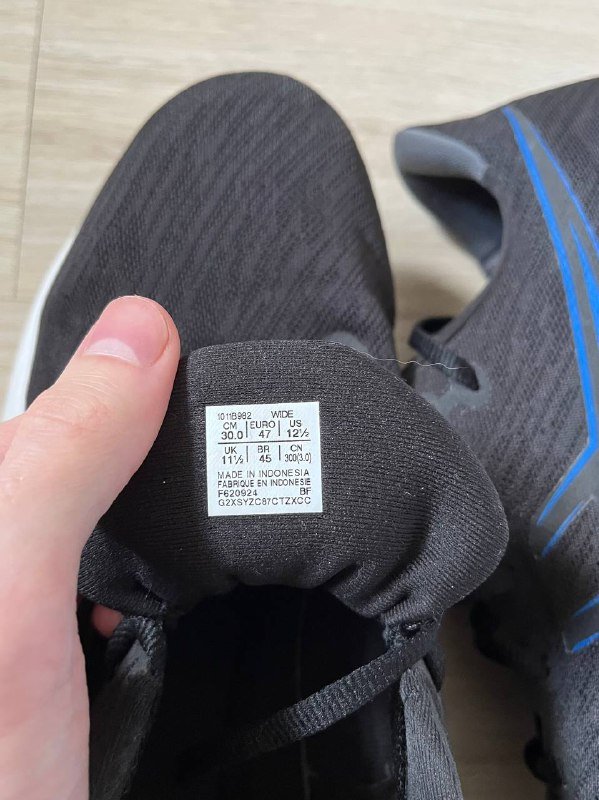 1011B982 WIDE
CM EURO US
30.0 47 12½
UK BR CN
11½ 45 300(3.0)
MADE IN INDONESIA
FABRIQUE EN INDONESIE
F620924 BF
G2XSYZC87CTZXCC